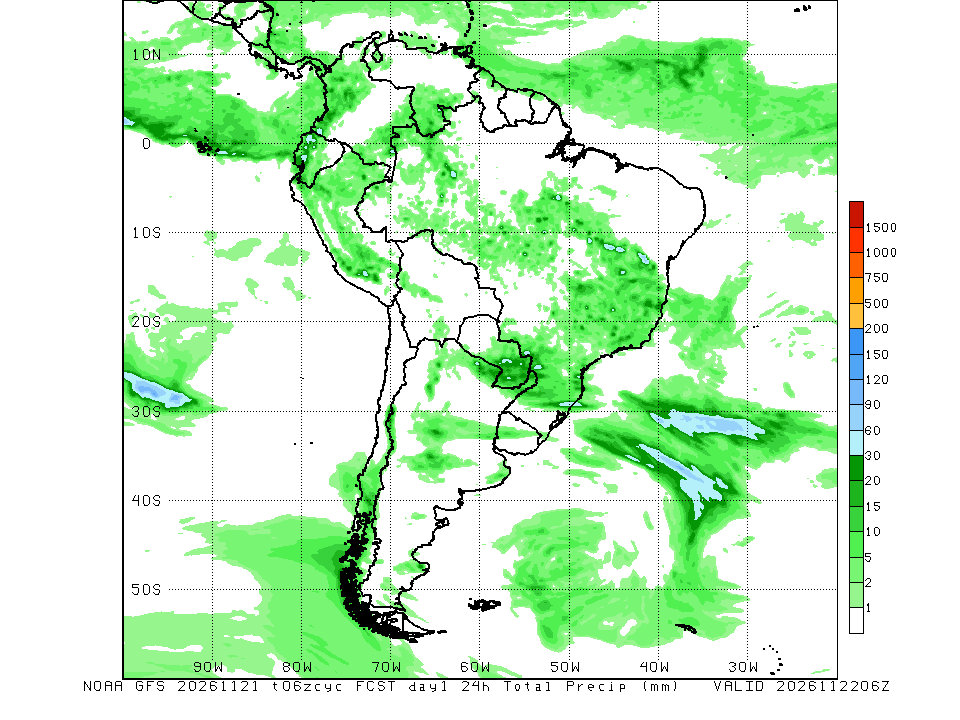 10N
0
10S
20S
30S
40S
50S
90W 80W 70W 60W 50W 40W 30W
1500
1000
750
500
200
150
120
90
60
30
20
15
10
5
2
1
NOAA GFS 20261121 t06zcyc FCST day1 24h Total Precip (mm) VALID 2026112206Z